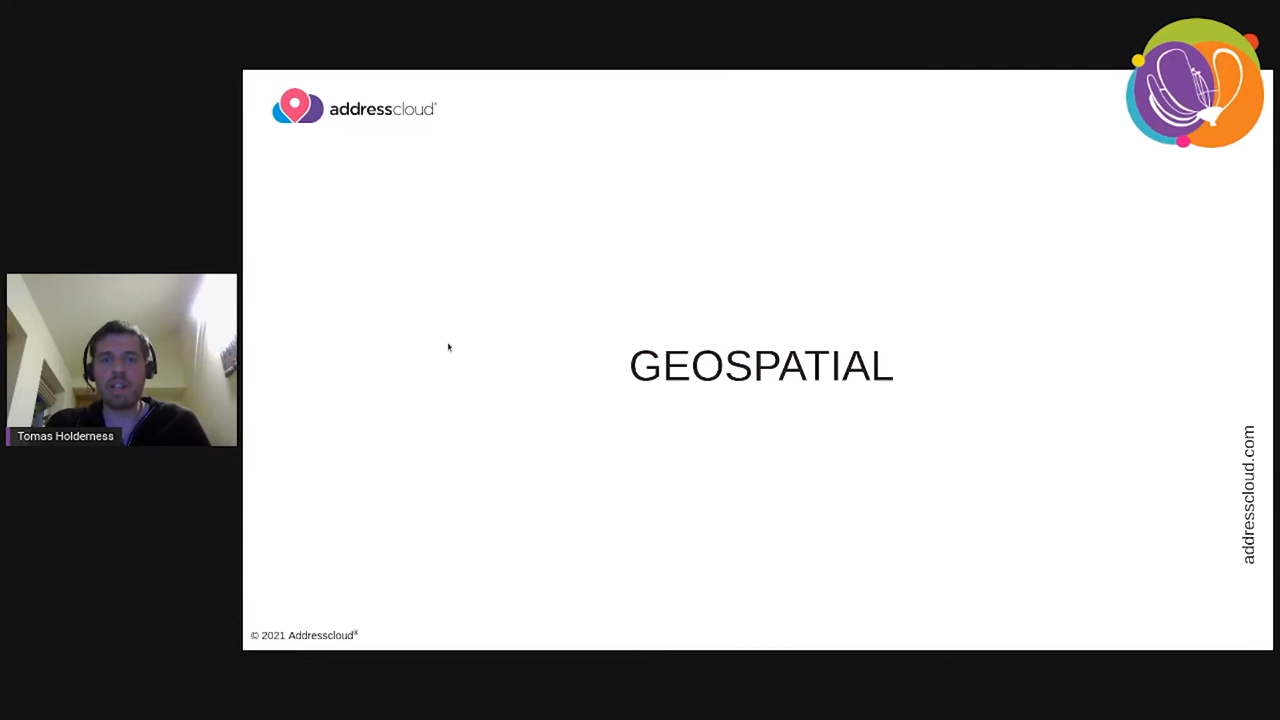 addresscloud®
GEOSPATIAL
Tomas Holderness
addresscloud.com
© 2021 Addresscloud®